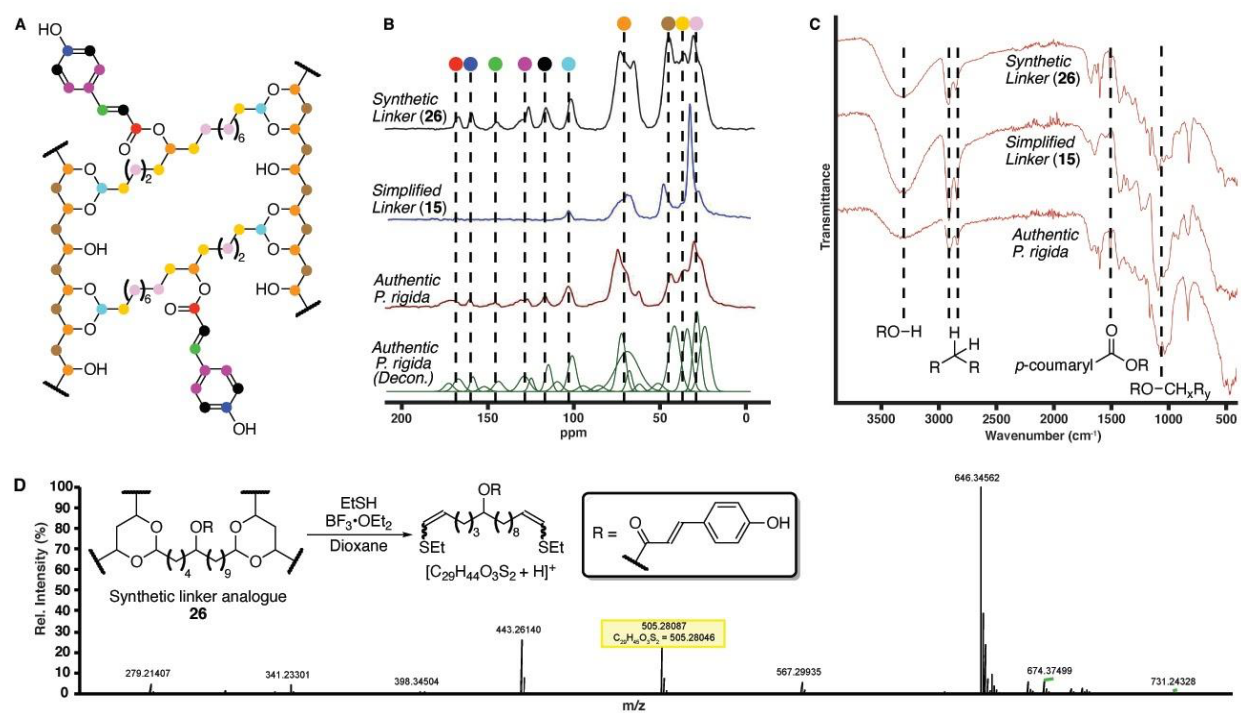 A
HO
O
O
O
6
O
O
2
O
O
HO
O
O
OH
O
O
2
O
O
6
O
O
O
HO
OH
OH
B
Synthetic
Linker (26)
Simplified
Linker (15)
Authentic
P. rigida
Authentic
P. rigida
(Decon.)
200
150
100
50
0
ppm
C
Transmittance
Synthetic
Linker (26)
Simplified
Linker (15)
Authentic
P. rigida
RO–H
H
H
R
R
O
p-coumaryl
OR
RO–CHxRy
3500
3000
2500
2000
1500
1000
500
Wavenumber (cm⁻¹)
D
Rel. Intensity (%)
100
90
80
70
60
50
40
30
20
10
0
O
O
OR
O
O
4
9
Synthetic linker analogue
26
EtSH
BF₃•OEt₂
Dioxane
OR
3
8
SEt
SEt
[C₂₉H₄₄O₃S₂ + H]⁺
R =
O
OH
279.21407
341.23301
398.34504
443.26140
505.28087
C₂₉H₄₅O₃S₂ = 505.28046
567.29935
646.34562
674.37499
731.24328
m/z